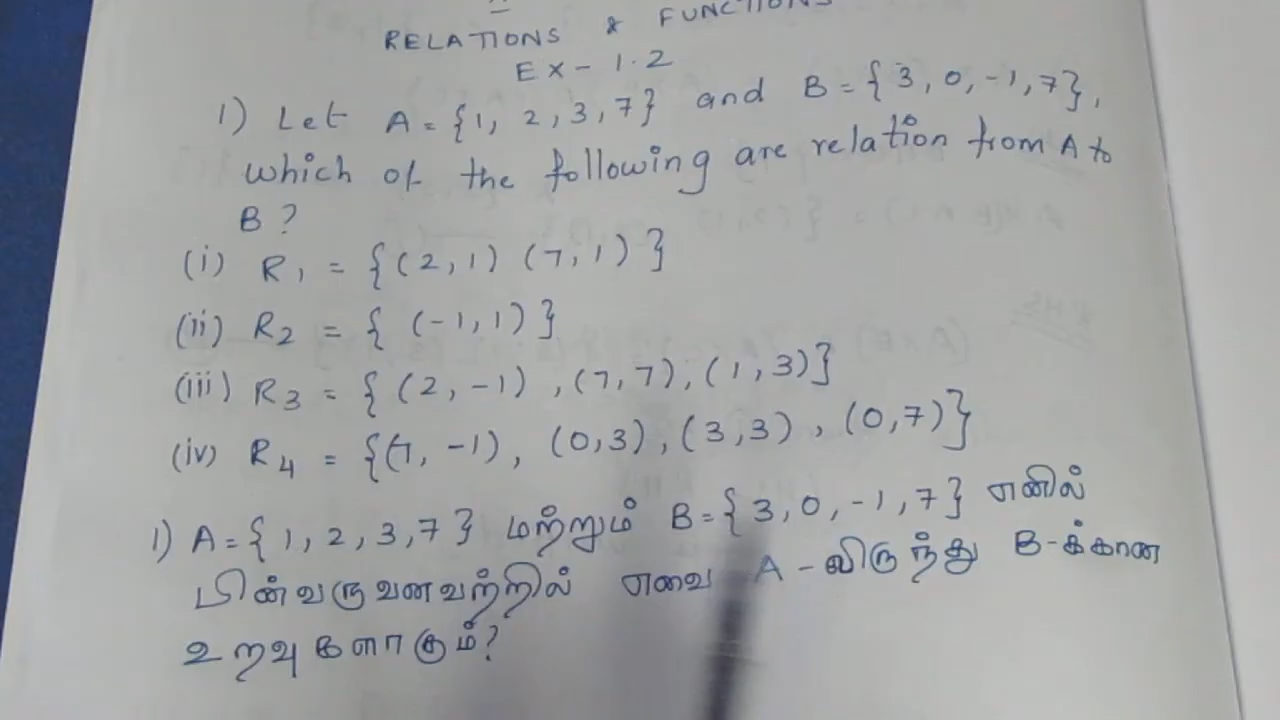 RELATIONS & FUNCTIONS
EX - 1.2
1) Let A = {1, 2, 3, 7} and B = {3, 0, -1, 7},
which of the following are relation from A to
B ?
(i) R1 = {(2, 1) (7, 1)}
(ii) R2 = { (-1, 1) }
(iii) R3 = { (2, -1) , (7, 7), (1, 3)}
(iv) R4 = {(7, -1), (0, 3), (3, 3) , (0, 7)}
1) A = { 1, 2, 3, 7 } மற்றும் B = { 3, 0, -1, 7 } எனில்
பின்வருவனவற்றில் எவை A -விருந்து B-க்கான
உறவுகளாகும்?